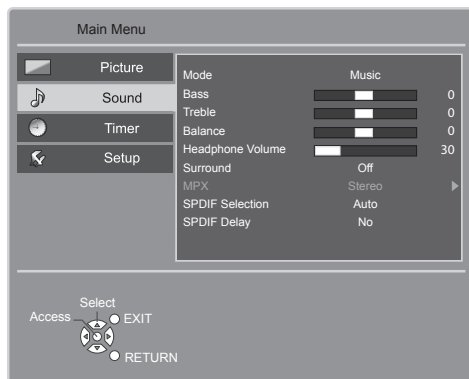 Main Menu
Picture
Sound
Timer
Setup
Mode Music
Bass 0
Treble 0
Balance 0
Headphone Volume 30
Surround Off
MPX Stereo
SPDIF Selection Auto
SPDIF Delay No
Select
Access EXIT
RETURN